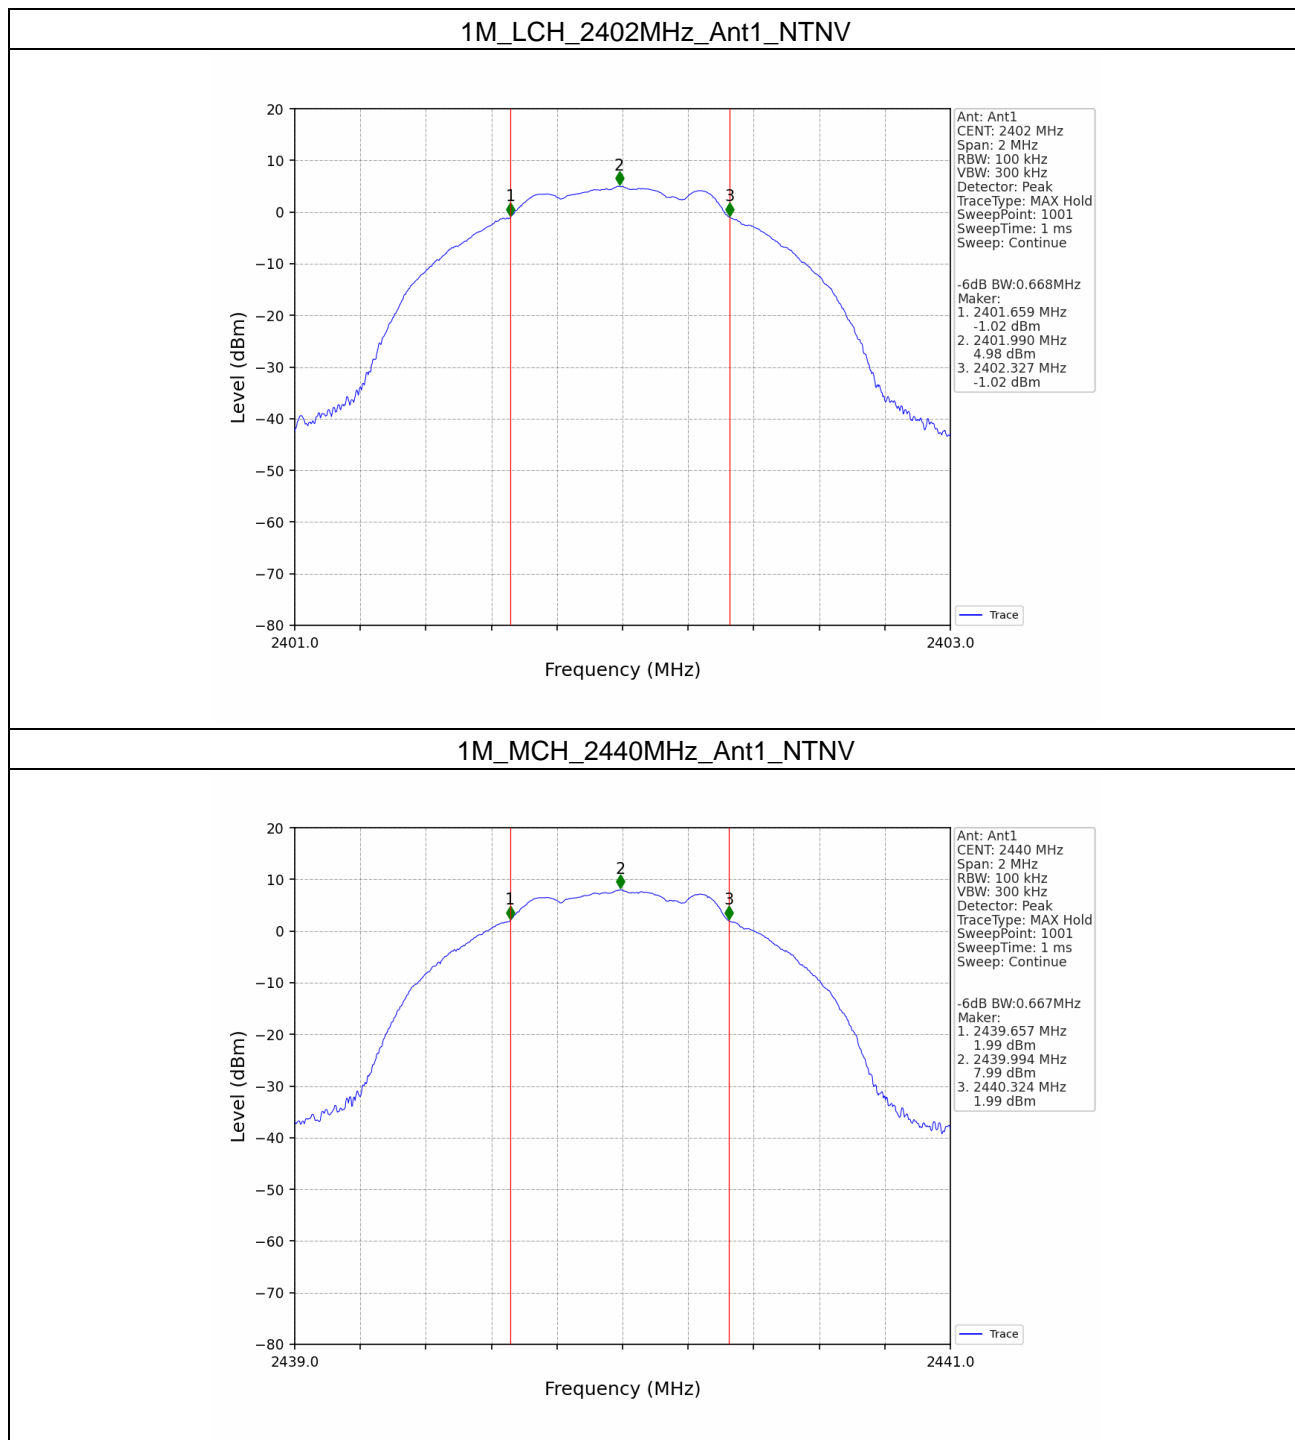 1M_LCH_2402MHz_Ant1_NTNV
20
10
0
−10
−20
−30
−40
−50
−60
−70
−80
Level (dBm)
1
2
3
2401.0
2403.0
Frequency (MHz)
Ant: Ant1
CENT: 2402 MHz
Span: 2 MHz
RBW: 100 kHz
VBW: 300 kHz
Detector: Peak
TraceType: MAX Hold
SweepPoint: 1001
SweepTime: 1 ms
Sweep: Continue
-6dB BW:0.668MHz
Maker:
1. 2401.659 MHz
-1.02 dBm
2. 2401.990 MHz
4.98 dBm
3. 2402.327 MHz
-1.02 dBm
Trace
1M_MCH_2440MHz_Ant1_NTNV
20
10
0
−10
−20
−30
−40
−50
−60
−70
−80
Level (dBm)
1
2
3
2439.0
2441.0
Frequency (MHz)
Ant: Ant1
CENT: 2440 MHz
Span: 2 MHz
RBW: 100 kHz
VBW: 300 kHz
Detector: Peak
TraceType: MAX Hold
SweepPoint: 1001
SweepTime: 1 ms
Sweep: Continue
-6dB BW:0.667MHz
Maker:
1. 2439.657 MHz
1.99 dBm
2. 2439.994 MHz
7.99 dBm
3. 2440.324 MHz
1.99 dBm
Trace